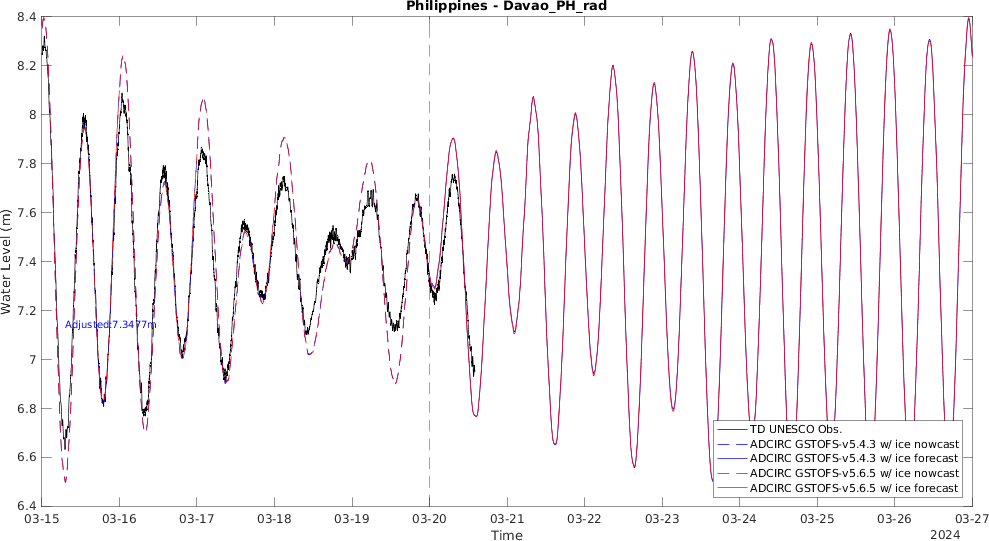 Philippines - Davao_PH_rad
8.4
8.2
8
7.8
7.6
7.4
7.2
7
6.8
6.6
6.4
Water Level (m)
Adjusted:7.3477m
TD UNESCO Obs.
ADCIRC GSTOFS-v5.4.3 w/ ice nowcast
ADCIRC GSTOFS-v5.4.3 w/ ice forecast
ADCIRC GSTOFS-v5.6.5 w/ ice nowcast
ADCIRC GSTOFS-v5.6.5 w/ ice forecast
03-15 03-16 03-17 03-18 03-19 03-20 03-21 03-22 03-23 03-24 03-25 03-26 03-27
Time
2024